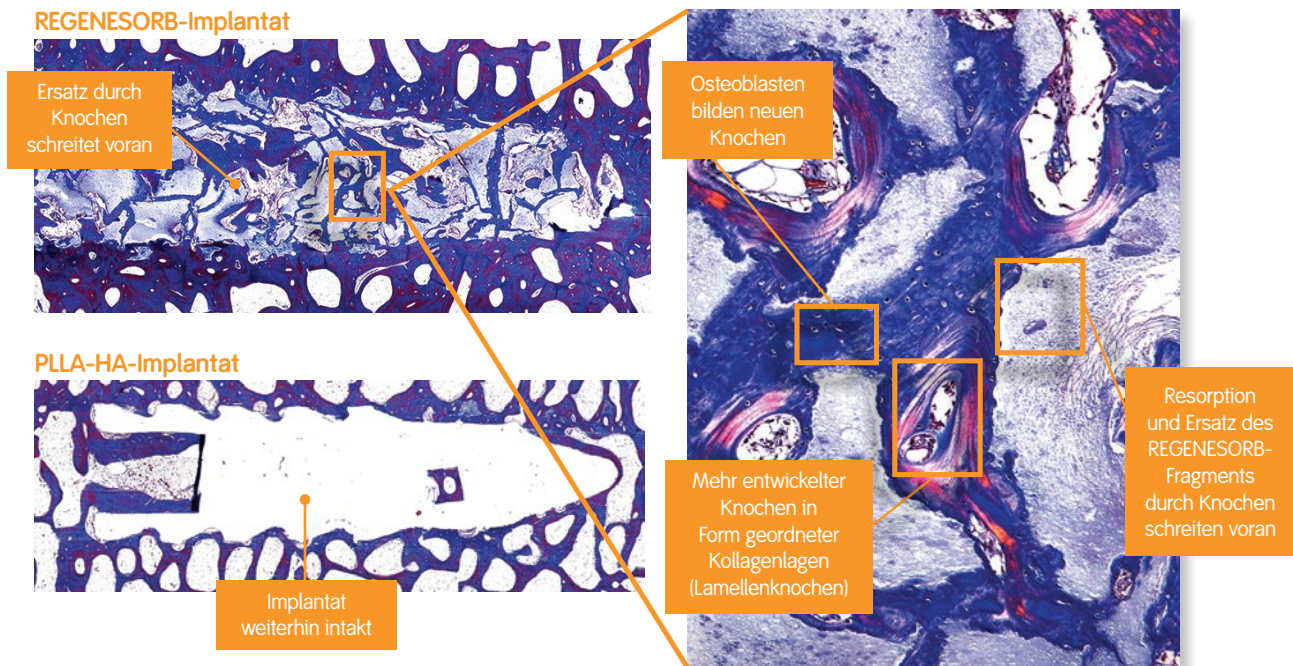 REGENESORB-Implantat
Ersatz durch
Knochen
schreitet voran
PLLA-HA-Implantat
Implantat
weiterhin intakt
Osteoblasten
bilden neuen
Knochen
Mehr entwickelter
Knochen in
Form geordneter
Kollagenlagen
(Lamellenknochen)
Resorption
und Ersatz des
REGENESORB-
Fragments
durch Knochen
schreiten voran